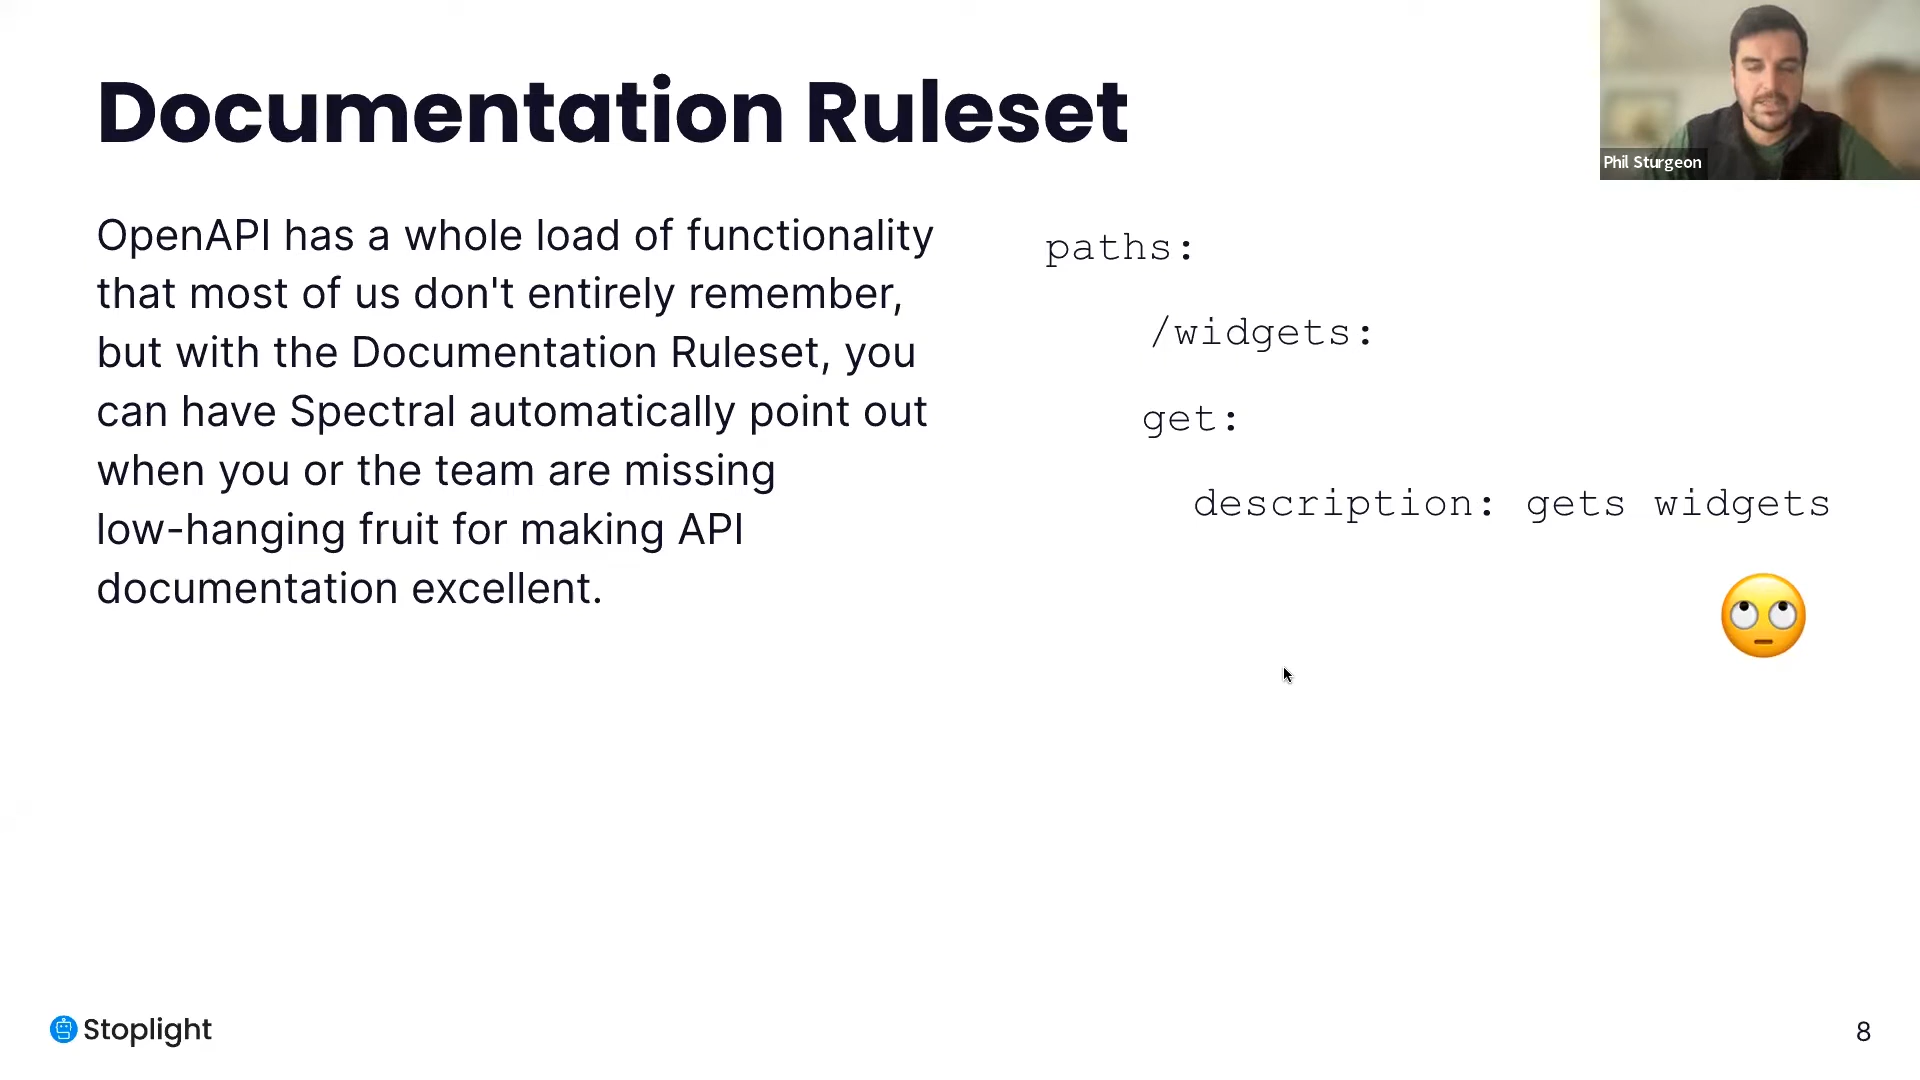 Documentation Ruleset
Phil Sturgeon
OpenAPI has a whole load of functionality
that most of us don't entirely remember,
but with the Documentation Ruleset, you
can have Spectral automatically point out
when you or the team are missing
low-hanging fruit for making API
documentation excellent.
paths:
/widgets:
get:
description: gets widgets
Stoplight
8